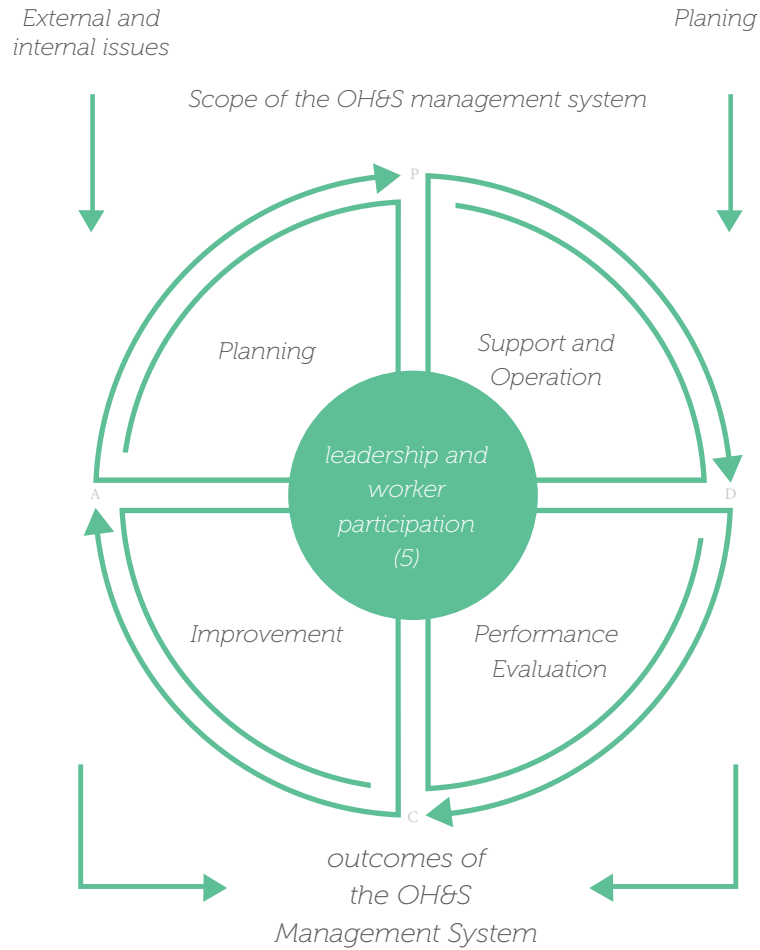 External and
internal issues
Planing
Scope of the OH&S management system
P
Planning
Support and
Operation
leadership and
worker
participation
(5)
A
D
Improvement
Performance
Evaluation
C
outcomes of
the OH&S
Management System